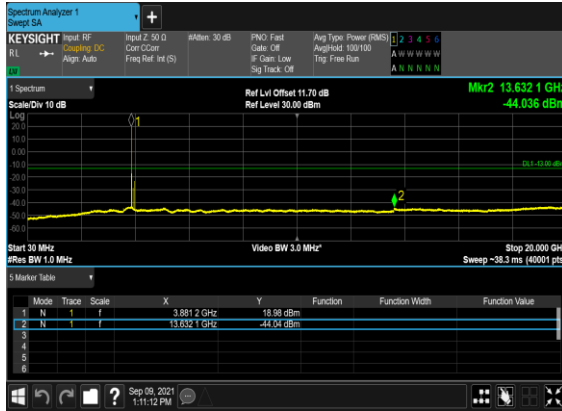 Spectrum Analyzer 1
Swept SA
+
KEYSIGHT Input: RF Input Z: 50 Ω #Atten: 30 dB PNO: Fast Avg Type: Power (RMS) 1 2 3 4 5 6
RL Coupling: DC Corr CCorr Gate: Off Avg|Hold: 100/100 A W W W W W
Align: Auto Freq Ref: Int (S) IF Gain: Low Trig: Free Run
LU Sig Track: Off A N N N N N
1 Spectrum Ref Lvl Offset 11.70 dB Mkr2 13.632 1 GHz
Scale/Div 10 dB Ref Level 30.00 dBm -44.036 dBm
Log
20.0 1
10.0
0.00
-10.0 DL1 -13.00 dBm
-20.0
-30.0
-40.0 2
-50.0
-60.0
Start 30 MHz Video BW 3.0 MHz* Stop 20.000 GHz
#Res BW 1.0 MHz Sweep ~38.3 ms (40001 pts)
5 Marker Table
Mode Trace Scale X Y Function Function Width Function Value
1 N 1 f 3.881 2 GHz 18.98 dBm
2 N 1 f 13.632 1 GHz -44.04 dBm
3
4
5
6
? Sep 09, 2021
1:11:12 PM